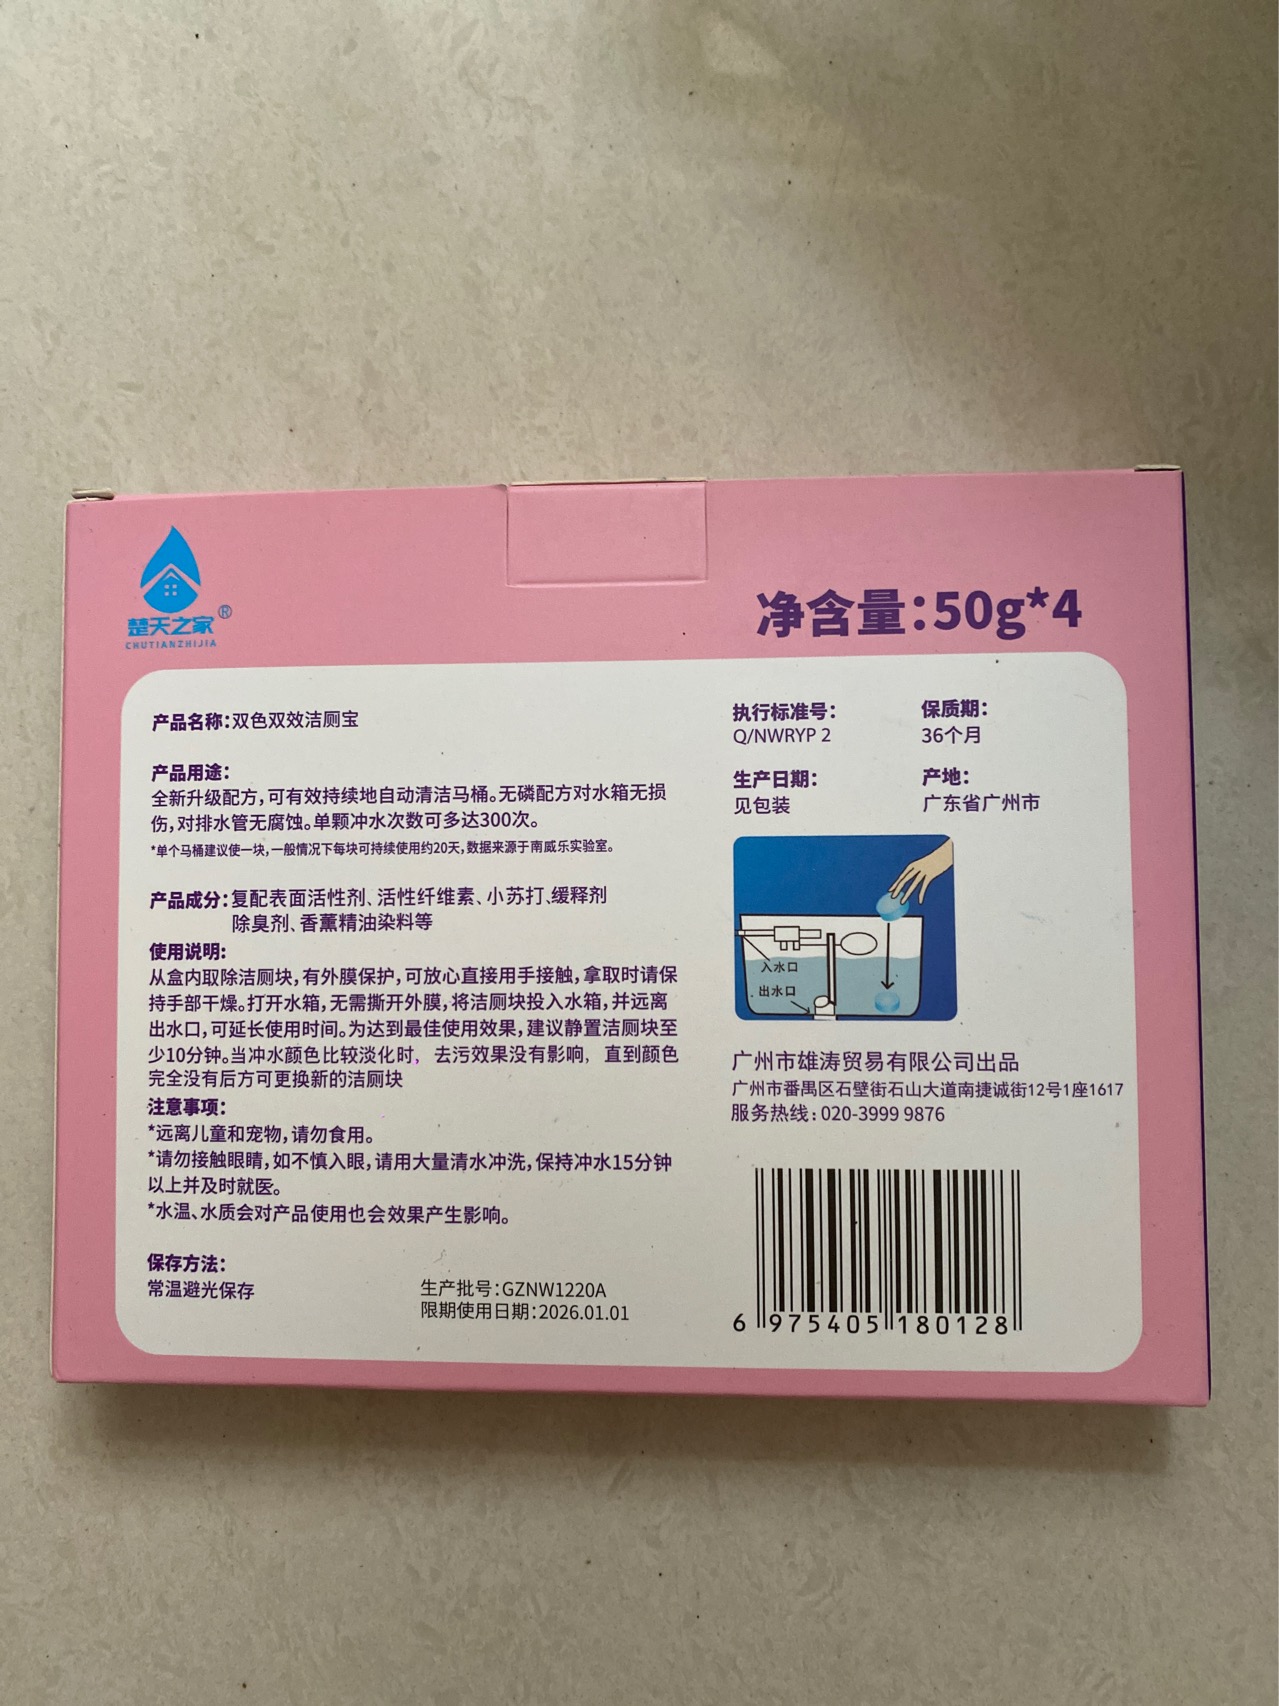 楚天之家®
CHUTIANZHIJIA
净含量:50g*4
产品名称:双色双效洁厕宝
产品用途:
全新升级配方,可有效持续地自动清洁马桶。无磷配方对水箱无损
伤,对排水管无腐蚀。单颗冲水次数可多达300次。
*单个马桶建议使一块,一般情况下每块可持续使用约20天,数据来源于南威乐实验室。
产品成分:复配表面活性剂、活性纤维素、小苏打、缓释剂
除臭剂、香薰精油染料等
使用说明:
从盒内取除洁厕块,有外膜保护,可放心直接用手接触,拿取时请保
持手部干燥。打开水箱,无需撕开外膜,将洁厕块投入水箱,并远离
出水口,可延长使用时间。为达到最佳使用效果,建议静置洁厕块至
少10分钟。当冲水颜色比较淡化时, 去污效果没有影响, 直到颜色
完全没有后方可更换新的洁厕块
注意事项:
*远离儿童和宠物,请勿食用。
*请勿接触眼睛,如不慎入眼,请用大量清水冲洗,保持冲水15分钟
以上并及时就医。
*水温、水质会对产品使用也会效果产生影响。
保存方法:
常温避光保存
生产批号:GZNW1220A
限期使用日期:2026.01.01
执行标准号:
Q/NWRYP 2
保质期:
36个月
生产日期:
见包装
产地:
广东省广州市
入水口
出水口
广州市雄涛贸易有限公司出品
广州市番禺区石壁街石山大道南捷诚街12号1座1617
服务热线:020-3999 9876
6 975405 180128